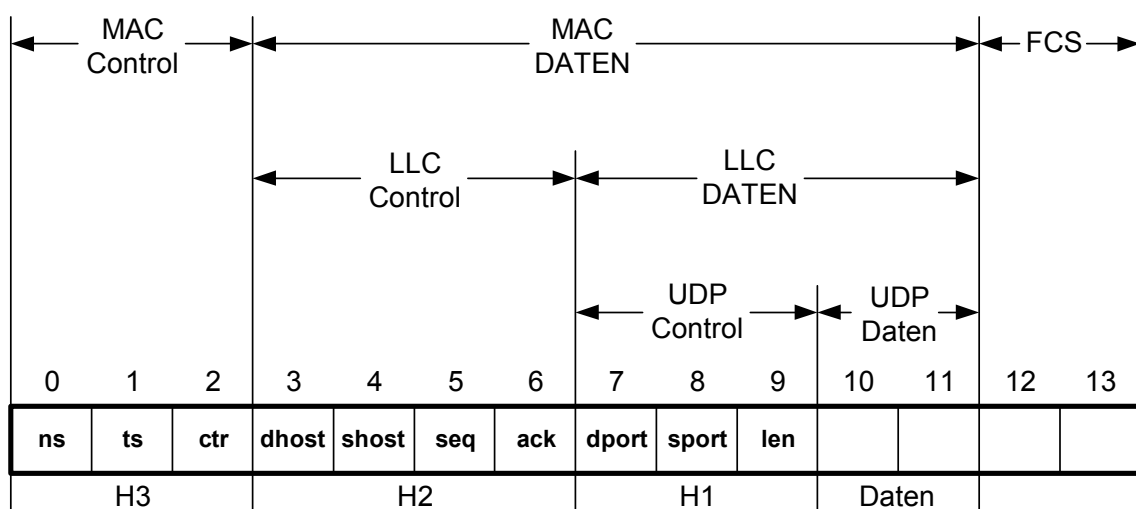 MAC
Control
MAC
DATEN
FCS
LLC
Control
LLC
DATEN
UDP
Control
UDP
Daten
0 1 2 3 4 5 6 7 8 9 10 11 12 13
ns ts ctr dhost shost seq ack dport sport len
H3 H2 H1 Daten